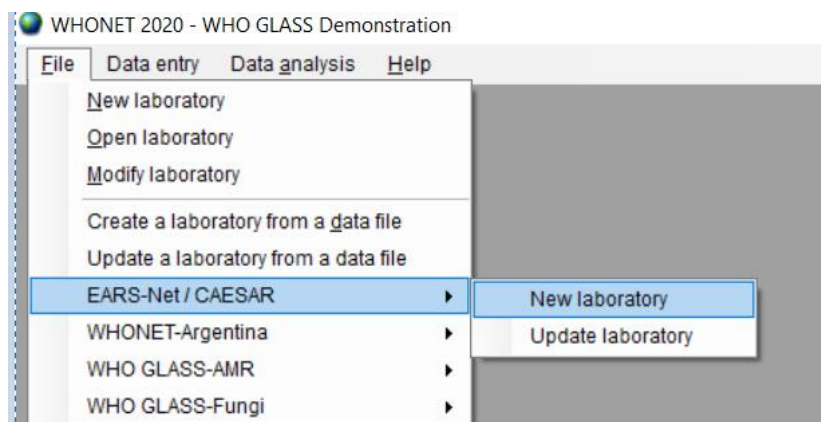 WHONET 2020 - WHO GLASS Demonstration
File Data entry Data analysis Help
New laboratory
Open laboratory
Modify laboratory
Create a laboratory from a data file
Update a laboratory from a data file
EARS-Net / CAESAR
New laboratory
WHONET-Argentina
Update laboratory
WHO GLASS-AMR
WHO GLASS-Fungi